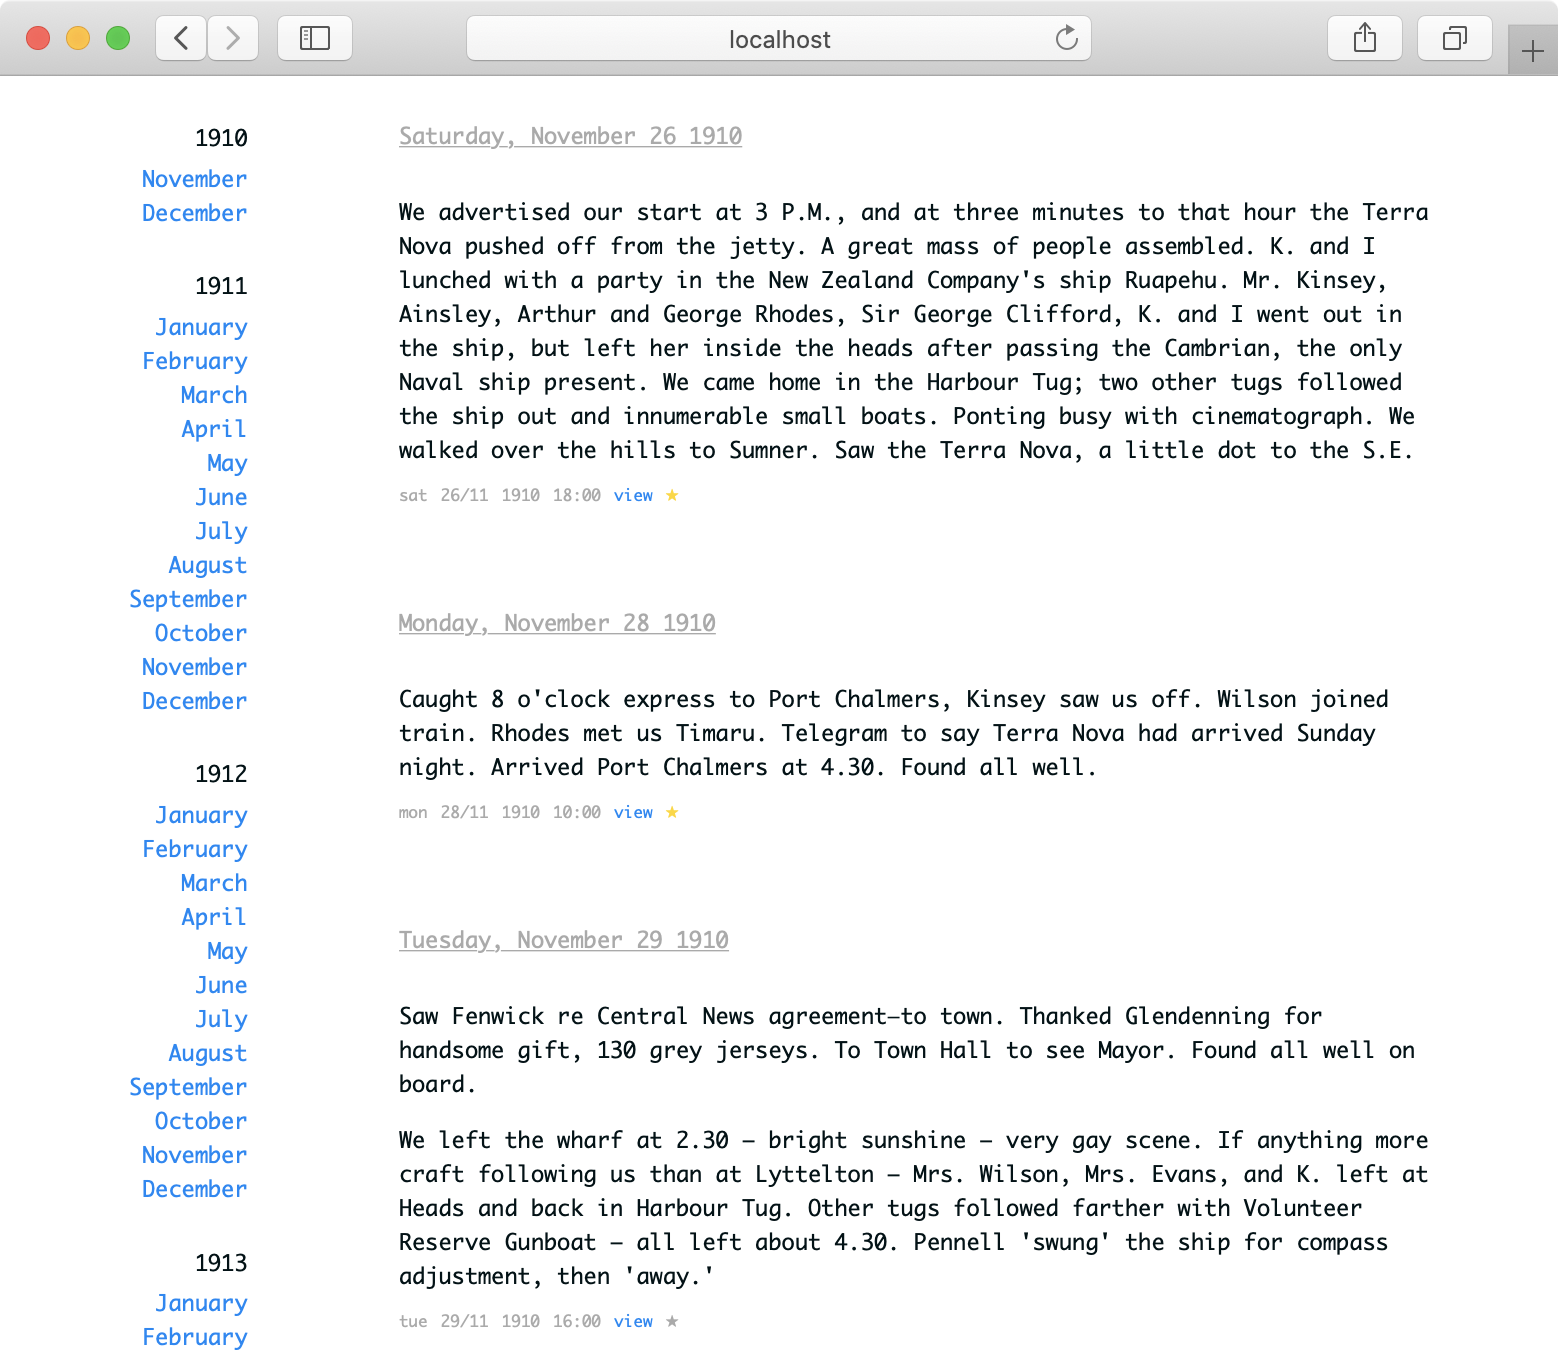 localhost
1910
November
December
1911
January
February
March
April
May
June
July
August
September
October
November
December
1912
January
February
March
April
May
June
July
August
September
October
November
December
1913
January
February
Saturday, November 26 1910
We advertised our start at 3 P.M., and at three minutes to that hour the Terra
Nova pushed off from the jetty. A great mass of people assembled. K. and I
lunched with a party in the New Zealand Company's ship Ruapehu. Mr. Kinsey,
Ainsley, Arthur and George Rhodes, Sir George Clifford, K. and I went out in
the ship, but left her inside the heads after passing the Cambrian, the only
Naval ship present. We came home in the Harbour Tug; two other tugs followed
the ship out and innumerable small boats. Ponting busy with cinematograph. We
walked over the hills to Sumner. Saw the Terra Nova, a little dot to the S.E.
sat 26/11 1910 18:00 view ★
Monday, November 28 1910
Caught 8 o'clock express to Port Chalmers, Kinsey saw us off. Wilson joined
train. Rhodes met us Timaru. Telegram to say Terra Nova had arrived Sunday
night. Arrived Port Chalmers at 4.30. Found all well.
mon 28/11 1910 10:00 view ★
Tuesday, November 29 1910
Saw Fenwick re Central News agreement—to town. Thanked Glendenning for
handsome gift, 130 grey jerseys. To Town Hall to see Mayor. Found all well on
board.
We left the wharf at 2.30 — bright sunshine — very gay scene. If anything more
craft following us than at Lyttelton — Mrs. Wilson, Mrs. Evans, and K. left at
Heads and back in Harbour Tug. Other tugs followed farther with Volunteer
Reserve Gunboat — all left about 4.30. Pennell 'swung' the ship for compass
adjustment, then 'away.'
tue 29/11 1910 16:00 view ★